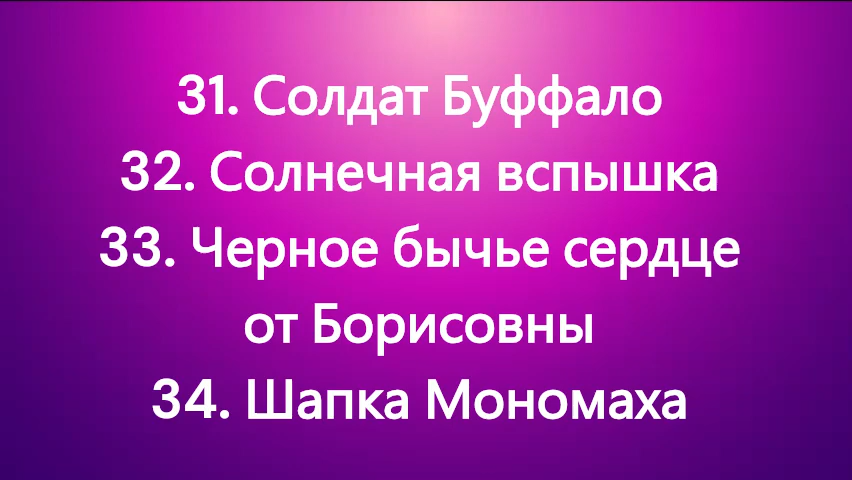 31. Солдат Буффало
32. Солнечная вспышка
33. Черное бычье сердце
от Борисовны
34. Шапка Мономаха